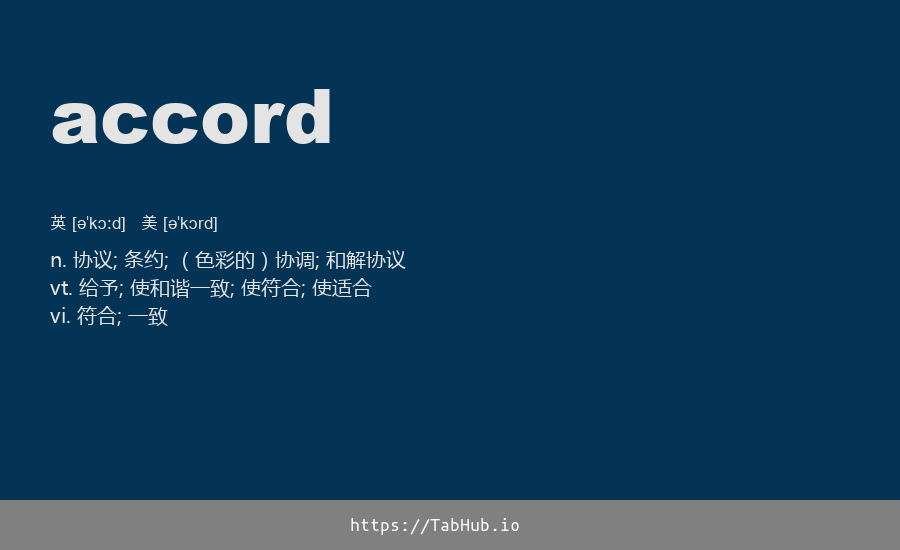 accord
英 [ə'kɔ:d] 美 [ə'kɔrd]
n. 协议; 条约; （色彩的）协调; 和解协议
vt. 给予; 使和谐一致; 使符合; 使适合
vi. 符合; 一致
https://TabHub.io